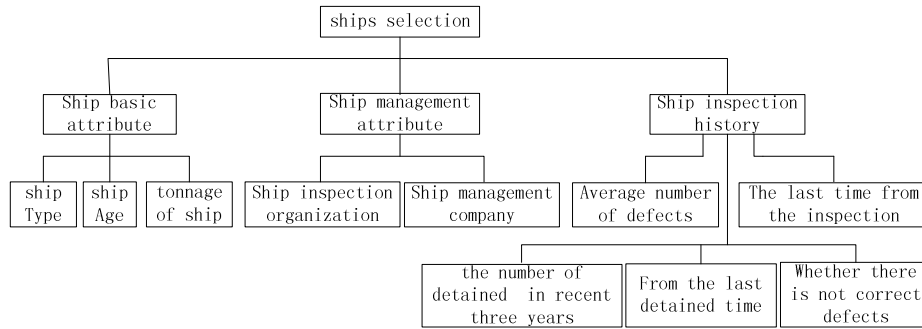 ships selection
Ship basic
attribute
Ship management
attribute
Ship inspection
history
ship
Type
ship
Age
tonnage
of ship
Ship inspection
organization
Ship management
company
Average number
of defects
The last time from
the inspection
the number of
detained in recent
three years
From the last
detained time
Whether there
is not correct
defects